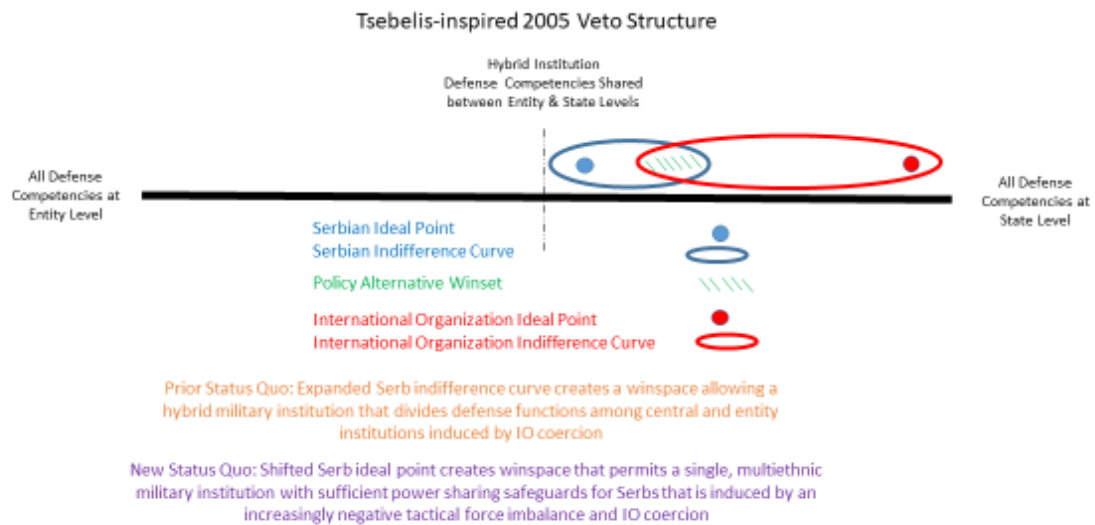 Tsebelis-inspired 2005 Veto Structure
Hybrid Institution
Defense Competencies Shared
between Entity & State Levels
All Defense
Competencies at
Entity Level
All Defense
Competencies at
State Level
Serbian Ideal Point
Serbian Indifference Curve
Policy Alternative Winset
International Organization Ideal Point
International Organization Indifference Curve
Prior Status Quo: Expanded Serb indifference curve creates a winspace allowing a
hybrid military institution that divides defense functions among central and entity
institutions induced by IO coercion
New Status Quo: Shifted Serb ideal point creates winspace that permits a single, multiethnic
military institution with sufficient power sharing safeguards for Serbs that is induced by an
increasingly negative tactical force imbalance and IO coercion